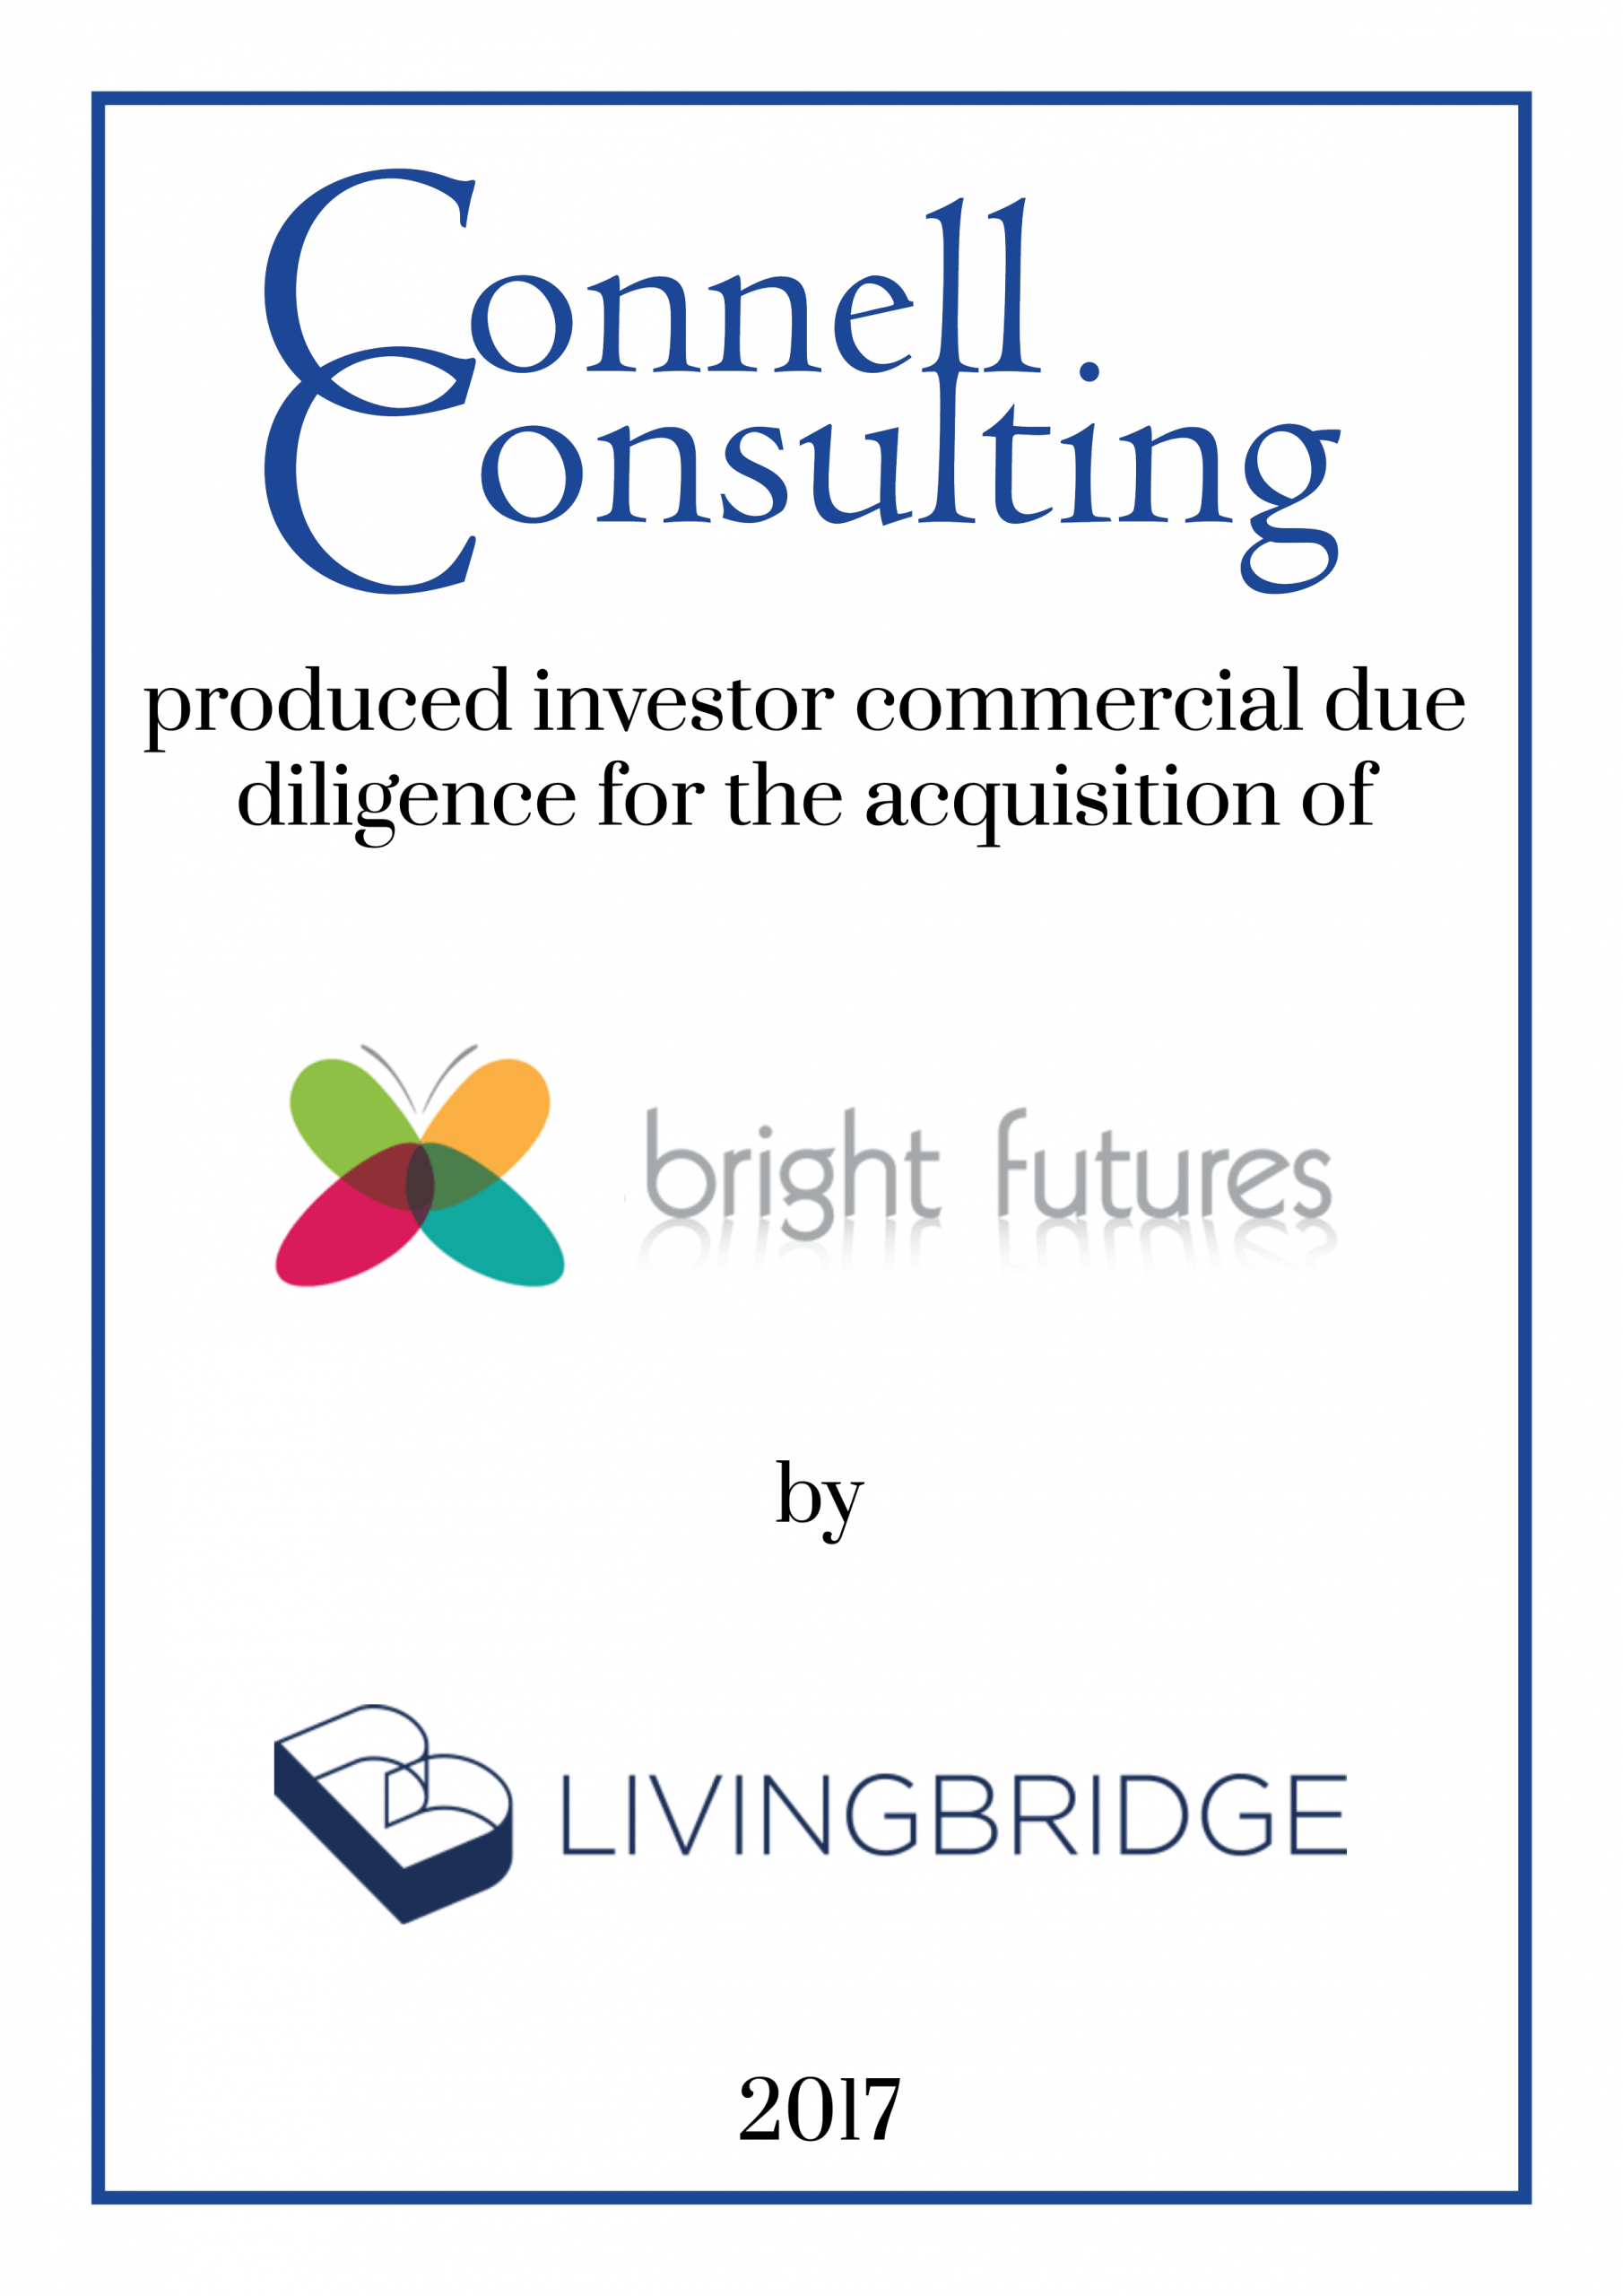 Connell
Consulting
produced investor commercial due
diligence for the acquisition of
bright futures
by
LIVINGBRIDGE
2017